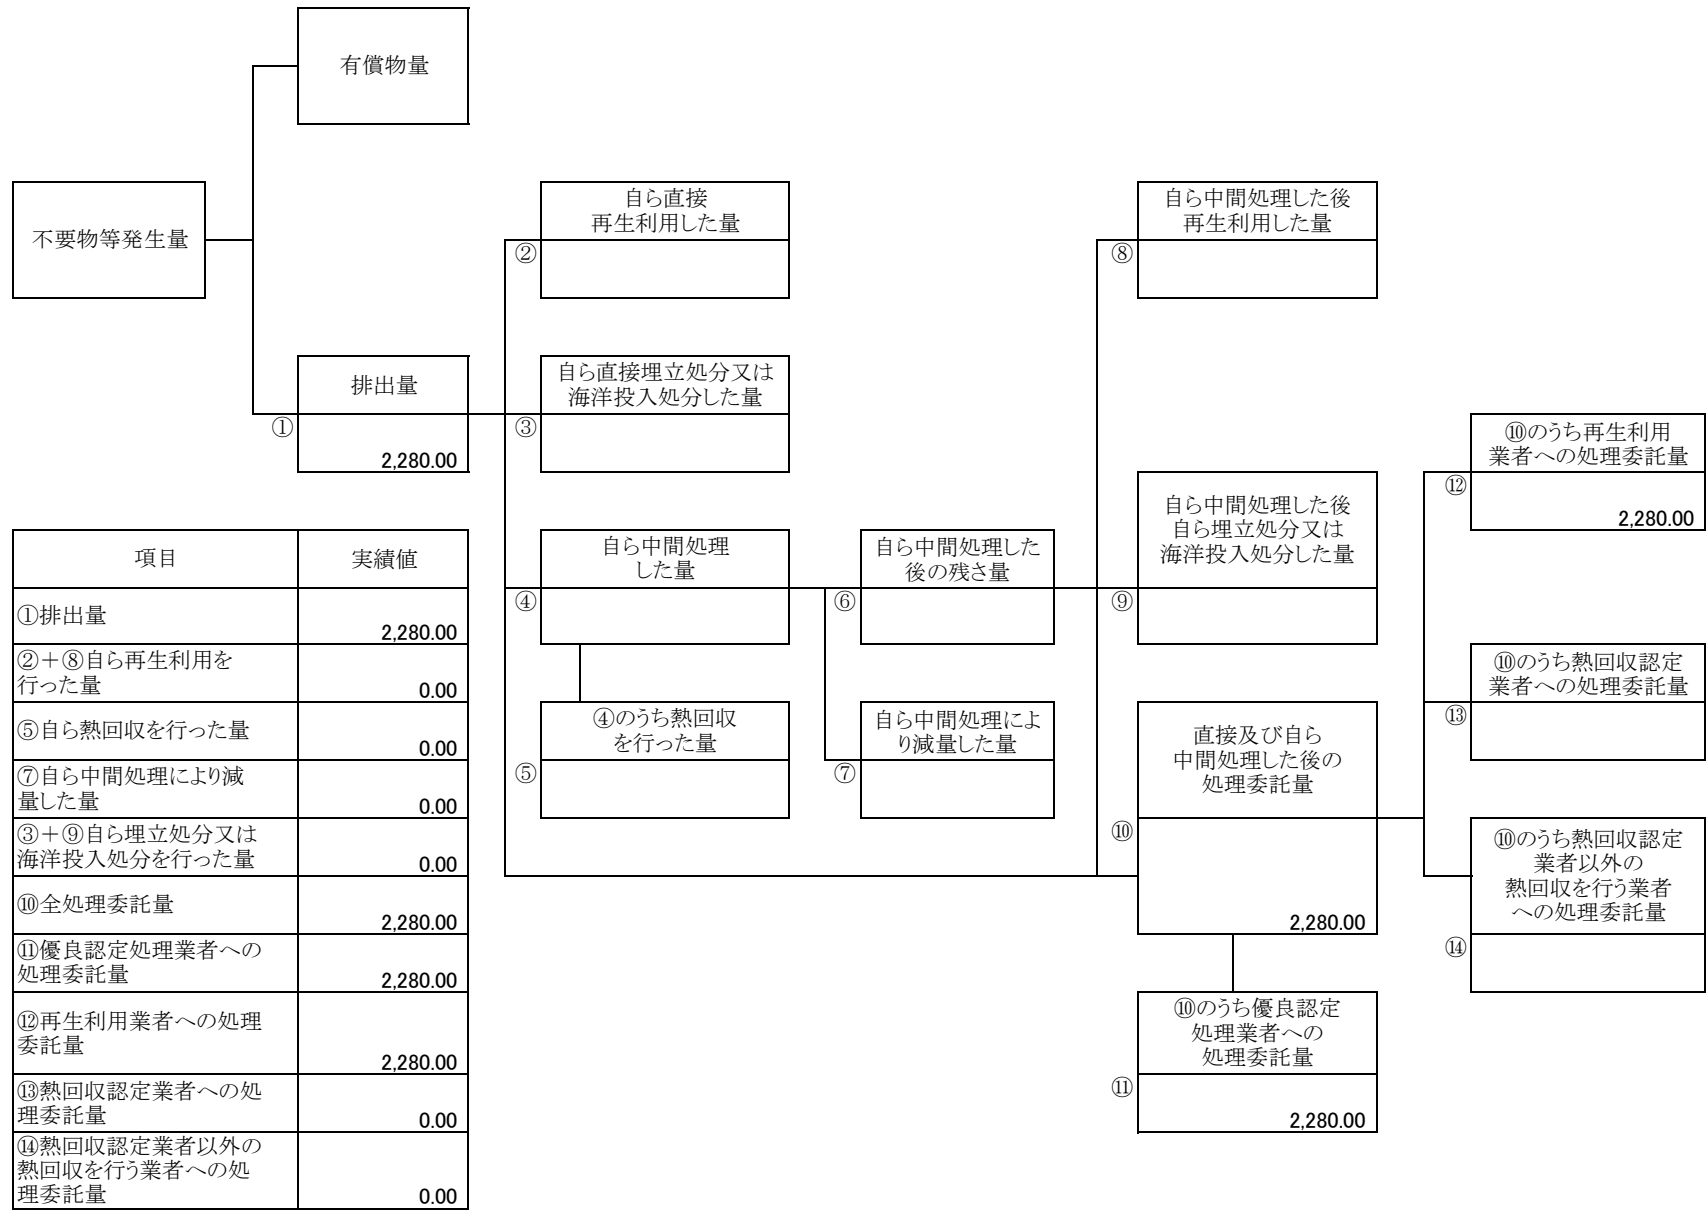 有償物量
不要物等発生量
自ら直接
再生利用した量
②
自ら中間処理した後
再生利用した量
⑧
排出量
①
2,280.00
自ら直接埋立処分又は
海洋投入処分した量
③
⑩のうち再生利用
業者への処理委託量
⑫
2,280.00
自ら中間処理した後
自ら埋立処分又は
海洋投入処分した量
⑨
自ら中間処理
した量
④
自ら中間処理した
後の残さ量
⑥
⑩のうち熱回収認定
業者への処理委託量
⑬
④のうち熱回収
を行った量
⑤
自ら中間処理によ
り減量した量
⑦
直接及び自ら
中間処理した後の
処理委託量
⑩
2,280.00
⑩のうち熱回収認定
業者以外の
熱回収を行う業者
への処理委託量
⑭
⑩のうち優良認定
処理業者への
処理委託量
⑪
2,280.00
項目 実績値
①排出量
2,280.00
②＋⑧自ら再生利用を
行った量
0.00
⑤自ら熱回収を行った量
0.00
⑦自ら中間処理により減
量した量
0.00
③＋⑨自ら埋立処分又は
海洋投入処分を行った量
0.00
⑩全処理委託量
2,280.00
⑪優良認定処理業者への
処理委託量
2,280.00
⑫再生利用業者への処理
委託量
2,280.00
⑬熱回収認定業者への処
理委託量
0.00
⑭熱回収認定業者以外の
熱回収を行う業者への処
理委託量
0.00